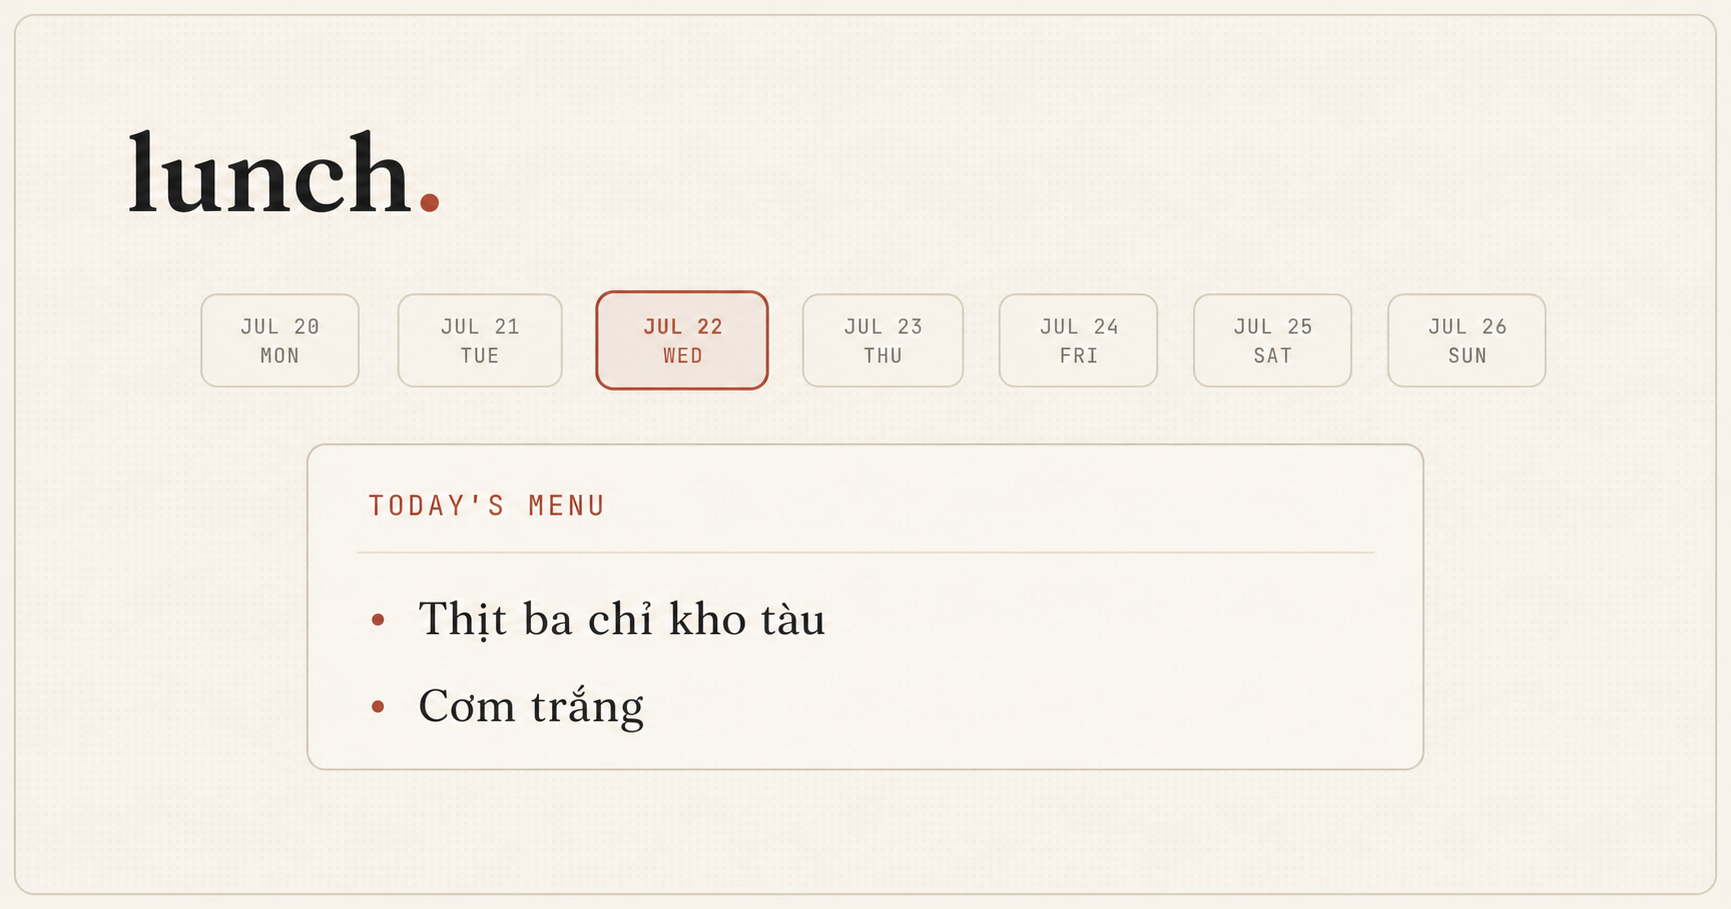 lunch.
JUL 20
MON
JUL 21
TUE
JUL 22
WED
JUL 23
THU
JUL 24
FRI
JUL 25
SAT
JUL 26
SUN
TODAY'S MENU
• Thịt ba chỉ kho tàu
• Cơm trắng